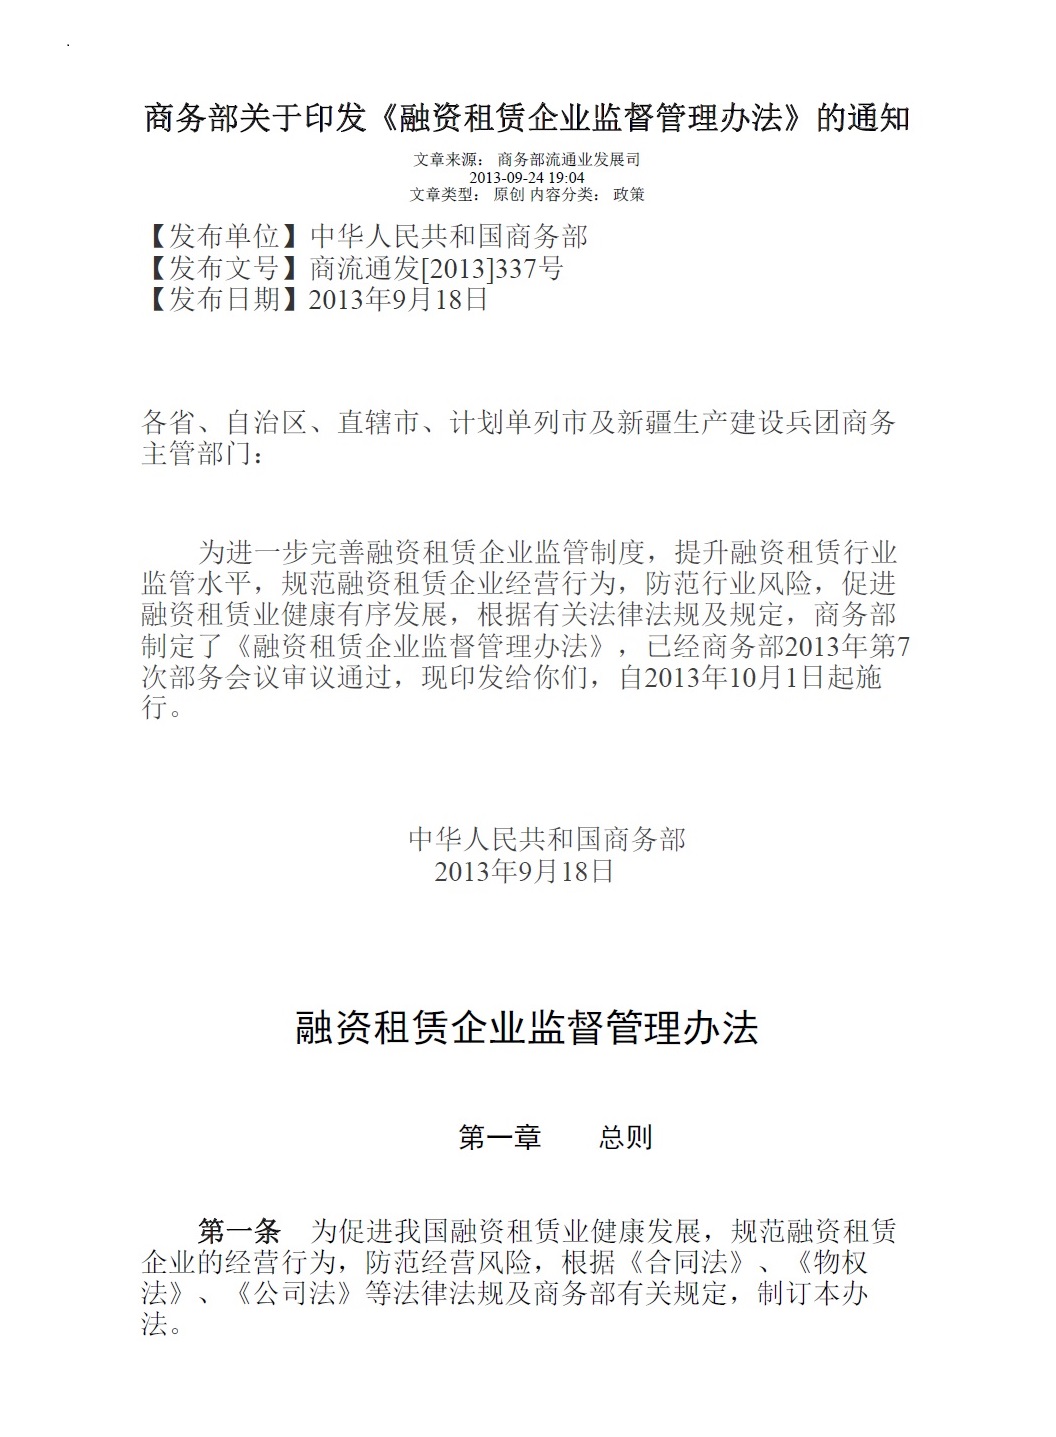 商务部关于印发《融资租赁企业监督管理办法》的通知
文章来源： 商务部流通业发展司
2013-09-24 19:04
文章类型： 原创 内容分类： 政策
【发布单位】中华人民共和国商务部
【发布文号】商流通发[2013]337号
【发布日期】2013年9月18日
各省、自治区、直辖市、计划单列市及新疆生产建设兵团商务
主管部门：
为进一步完善融资租赁企业监管制度，提升融资租赁行业
监管水平，规范融资租赁企业经营行为，防范行业风险，促进
融资租赁业健康有序发展，根据有关法律法规及规定，商务部
制定了《融资租赁企业监督管理办法》，已经商务部2013年第7
次部务会议审议通过，现印发给你们，自2013年10月1日起施
行。
中华人民共和国商务部
2013年9月18日
融资租赁企业监督管理办法
第一章 总则
第一条 为促进我国融资租赁业健康发展，规范融资租赁
企业的经营行为，防范经营风险，根据《合同法》、《物权
法》、《公司法》等法律法规及商务部有关规定，制订本办
法。